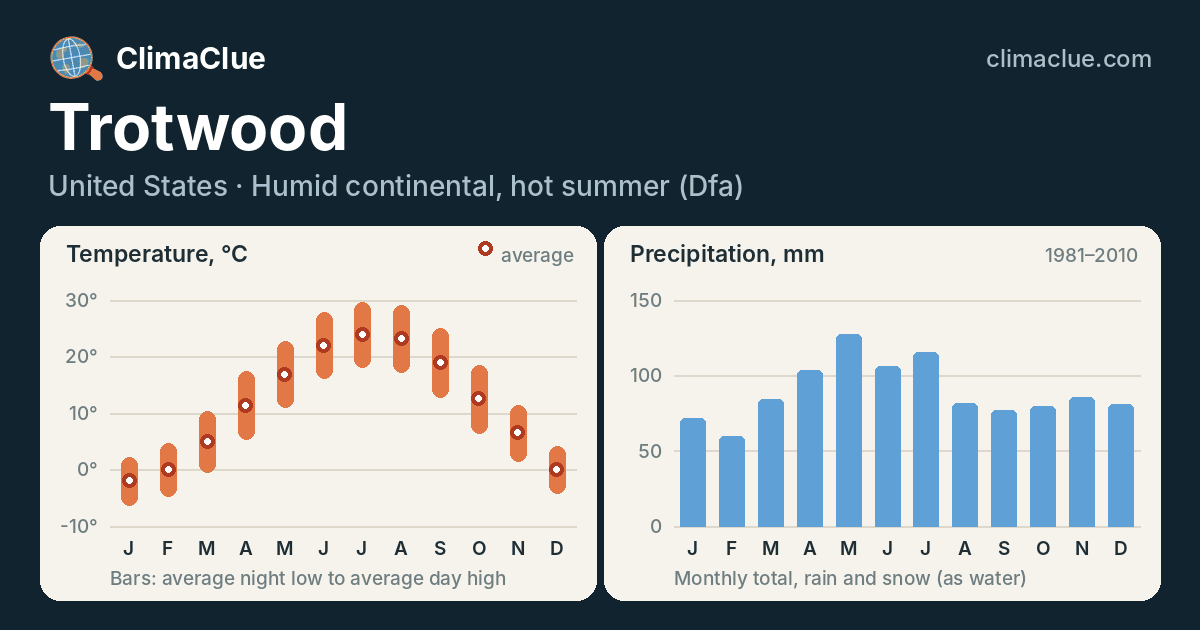 ClimaClue
climaclue.com
Trotwood
United States · Humid continental, hot summer (Dfa)
Temperature, °C
average
30°
20°
10°
0°
-10°
J F M A M J J A S O N D
Bars: average night low to average day high
Precipitation, mm
1981–2010
150
100
50
0
J F M A M J J A S O N D
Monthly total, rain and snow (as water)